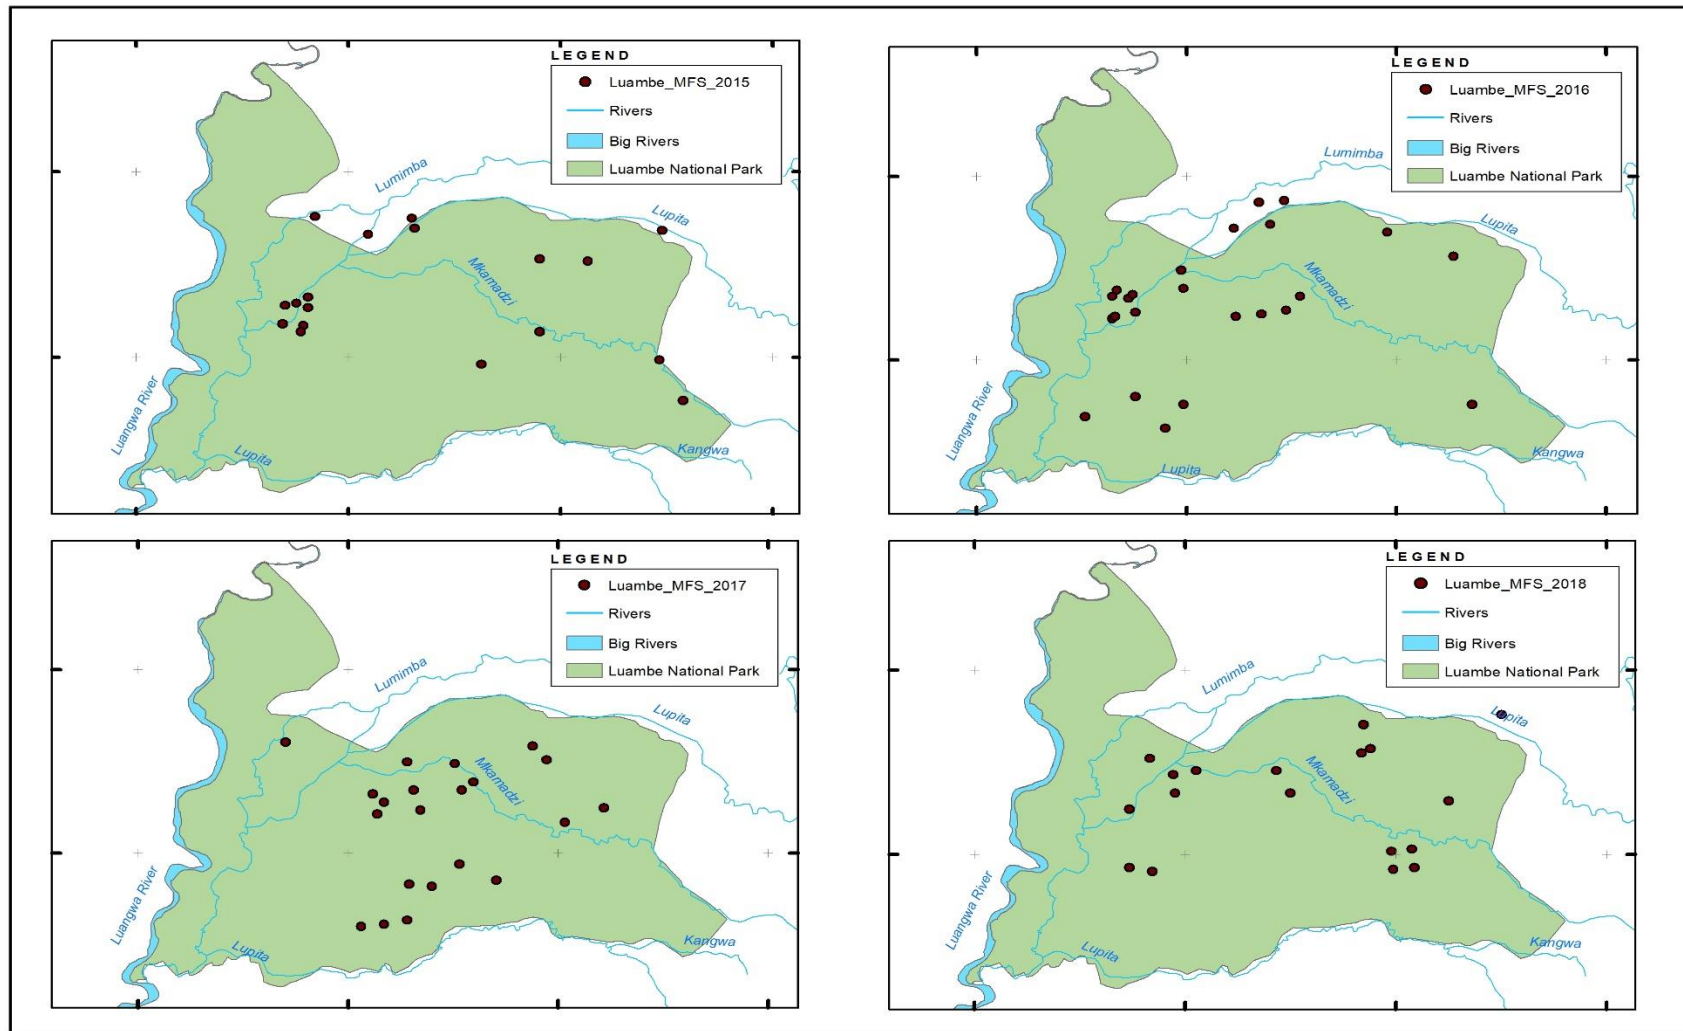 LEGEND
Luambe_MFS_2015
Rivers
Big Rivers
Luambe National Park
Lumimba
Lupita
Mkamadzi
Luangwa River
Lupita
Kangwa
LEGEND
Luambe_MFS_2016
Rivers
Big Rivers
Luambe National Park
Lumimba
Lupita
Mkamadzi
Luangwa River
Lupita
Kangwa
LEGEND
Luambe_MFS_2017
Rivers
Big Rivers
Luambe National Park
Lumimba
Lupita
Mkamadzi
Luangwa River
Lupita
Kangwa
LEGEND
Luambe_MFS_2018
Rivers
Big Rivers
Luambe National Park
Lumimba
Lupita
Mkamadzi
Luangwa River
Lupita
Kangwa